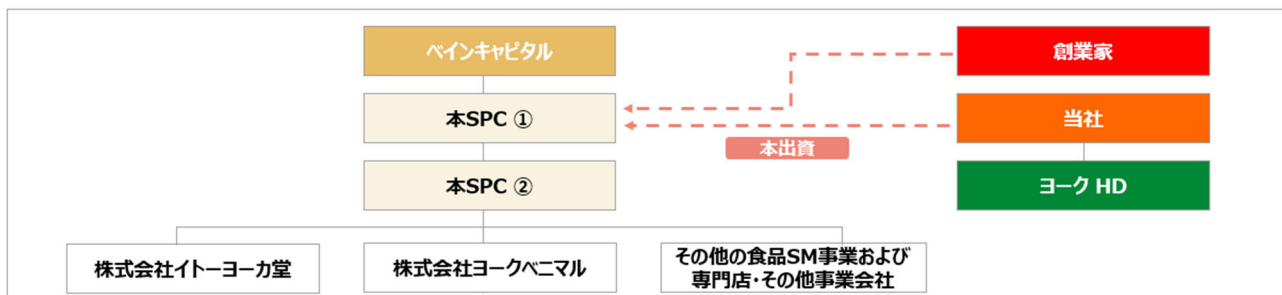 ベインキャピタル
創業家
本SPC ①
当社
本出資
本SPC ②
ヨーク HD
株式会社イトーヨーカ堂
株式会社ヨークベニマル
その他の食品SM事業および
専門店・その他事業会社